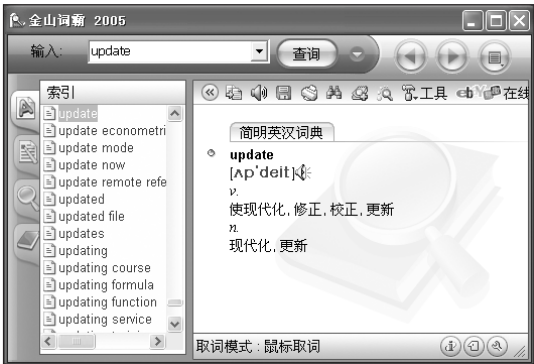 金山词霸 2005
输入: update 查询
索引
update
update econometri
update mode
update now
update remote refe
updated
updated file
updates
updating
updating course
updating formula
updating function
updating service
工具 eb 在线
简明英汉词典
update
[ʌp'deit]
v.
使现代化, 修正, 校正, 更新
n.
现代化, 更新
取词模式 : 鼠标取词